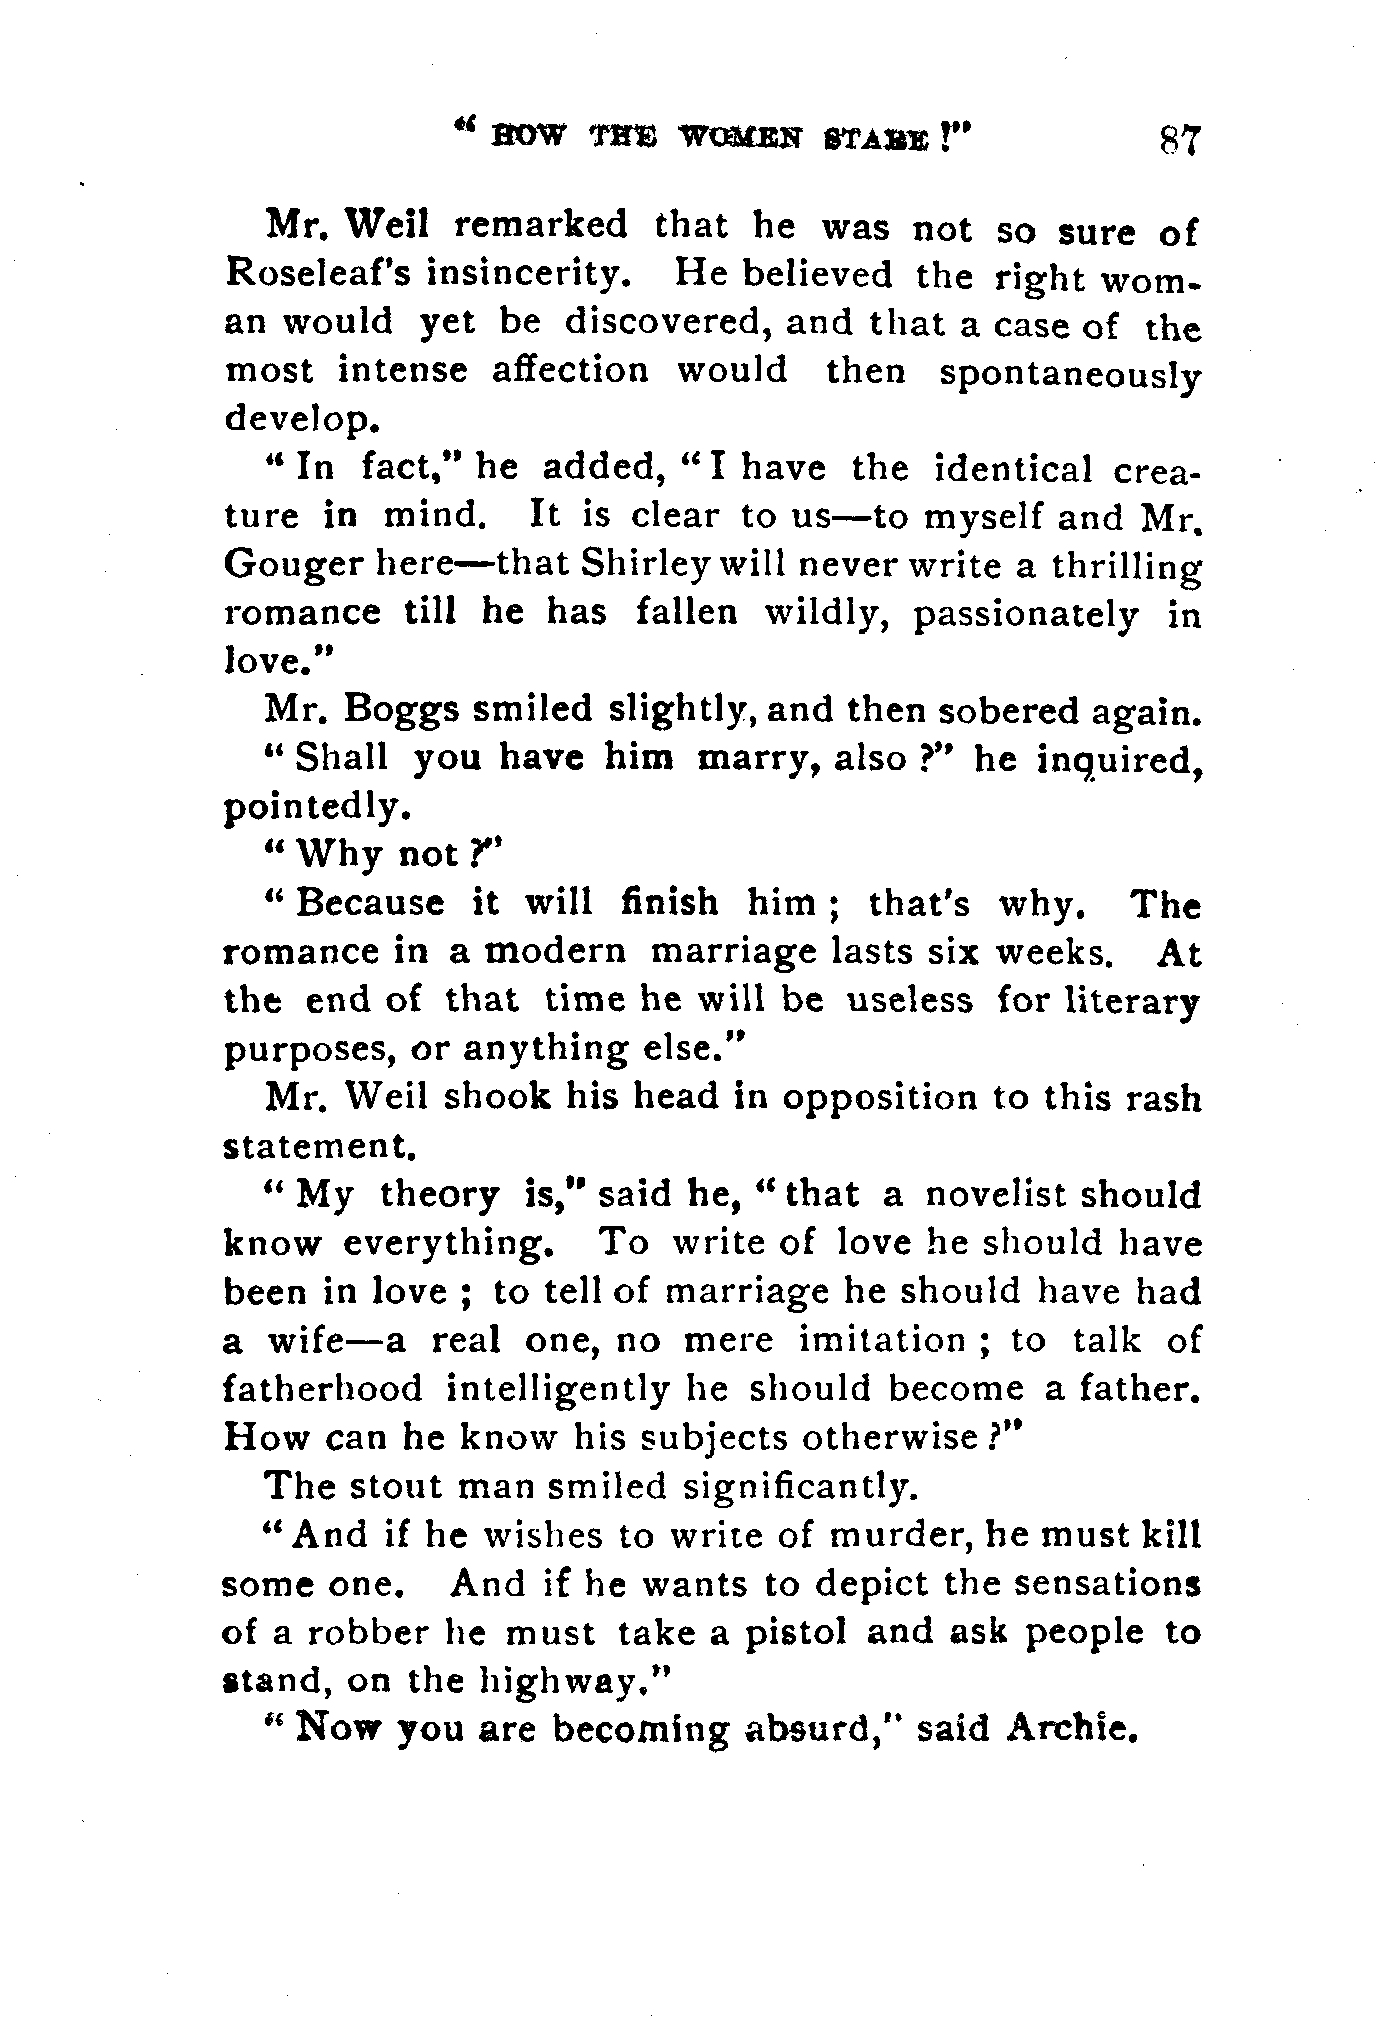 “ HOW THE WOMEN STARE !” 87
Mr. Weil remarked that he was not so sure of
Roseleaf's insincerity. He believed the right wom-
an would yet be discovered, and that a case of the
most intense affection would then spontaneously
develop.
“ In fact,” he added, “ I have the identical crea-
ture in mind. It is clear to us—to myself and Mr.
Gouger here—that Shirley will never write a thrilling
romance till he has fallen wildly, passionately in
love.”
Mr. Boggs smiled slightly, and then sobered again.
“ Shall you have him marry, also ?” he inquired,
pointedly.
“ Why not ?”
“ Because it will finish him ; that's why. The
romance in a modern marriage lasts six weeks. At
the end of that time he will be useless for literary
purposes, or anything else.”
Mr. Weil shook his head in opposition to this rash
statement.
“ My theory is,” said he, “ that a novelist should
know everything. To write of love he should have
been in love ; to tell of marriage he should have had
a wife—a real one, no mere imitation ; to talk of
fatherhood intelligently he should become a father.
How can he know his subjects otherwise ?”
The stout man smiled significantly.
“ And if he wishes to write of murder, he must kill
some one. And if he wants to depict the sensations
of a robber he must take a pistol and ask people to
stand, on the highway.”
“ Now you are becoming absurd,” said Archie.